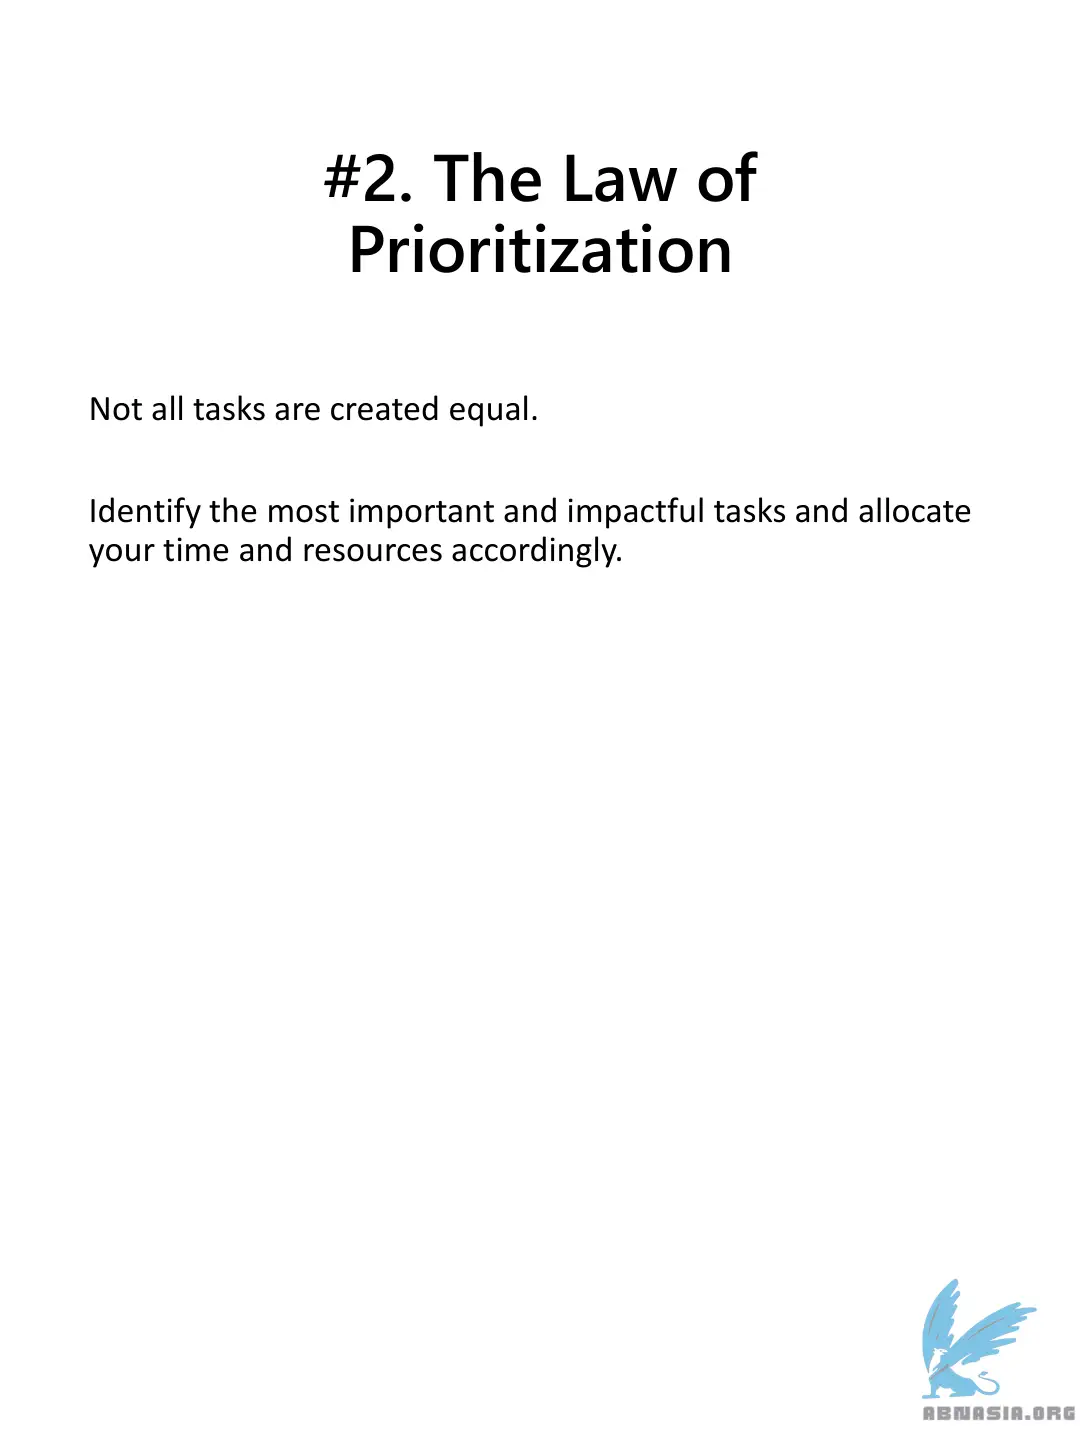 #2. The Law of
Prioritization
Not all tasks are created equal.
Identify the most important and impactful tasks and allocate
your time and resources accordingly.
ABNASIA.ORG